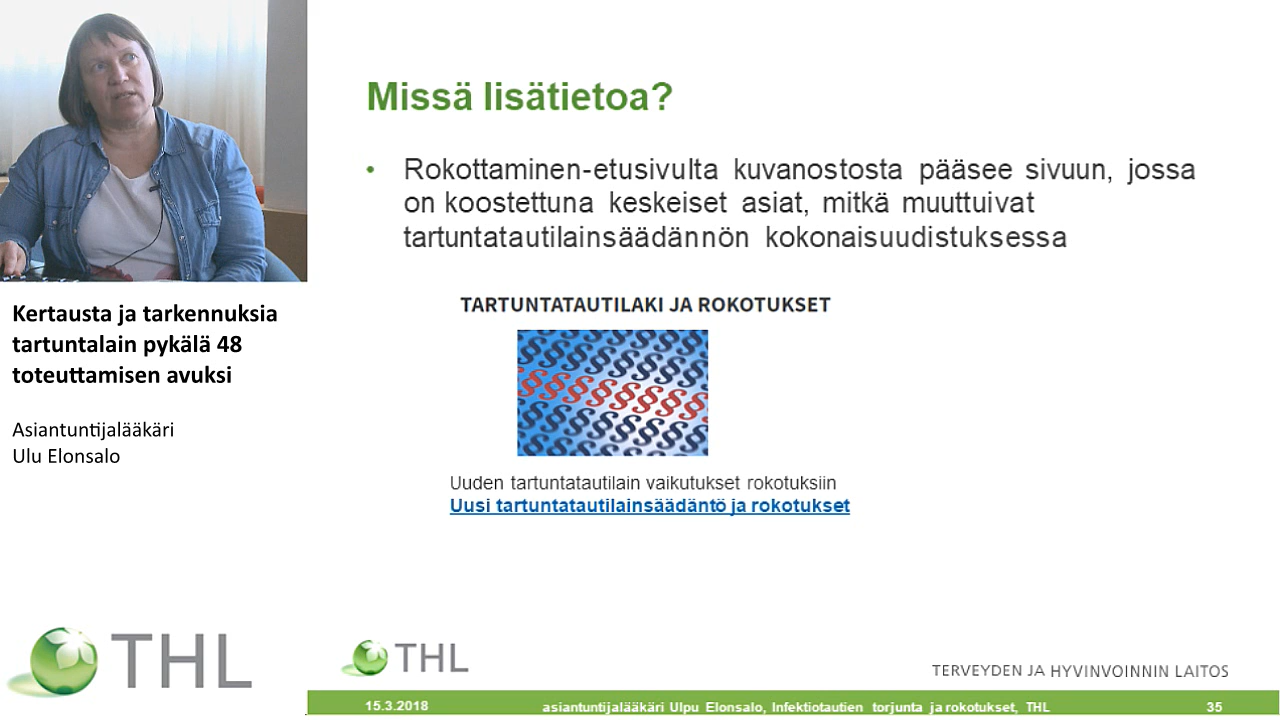 Missä lisätietoa?
• Rokottaminen-etusivulta kuvanostosta pääsee sivuun, jossa
on koostettuna keskeiset asiat, mitkä muuttuivat
tartuntatautilainsäädännön kokonaisuudistuksessa
TARTUNTATAUTILAKI JA ROKOTUKSET
Uuden tartuntatautilain vaikutukset rokotuksiin
Uusi tartuntatautilainsäädäntö ja rokotukset
Kertausta ja tarkennuksia
tartuntalain pykälä 48
toteuttamisen avuksi
Asiantuntijalääkäri
Ulu Elonsalo
THL
THL
TERVEYDEN JA HYVINVOINNIN LAITOS
15.3.2018
asiantuntijalääkäri Ulpu Elonsalo, Infektiotautien torjunta ja rokotukset, THL
35